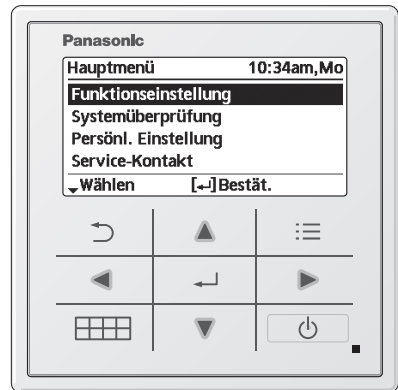 Panasonic
Hauptmenü 10:34am,Mo
Funktionseinstellung
Systemüberprüfung
Persönl. Einstellung
Service-Kontakt
Wählen [↵]Bestät.